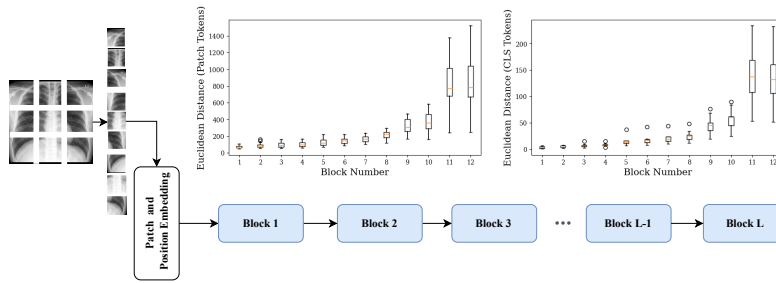 Euclidean Distance (Patch Tokens)
1400
1200
1000
800
600
400
200
0
1 2 3 4 5 6 7 8 9 10 11 12
Block Number
Euclidean Distance (CLS Tokens)
200
150
100
50
0
1 2 3 4 5 6 7 8 9 10 11 12
Block Number
Patch and
Position Embedding
Block 1
Block 2
Block 3
...
Block L-1
Block L